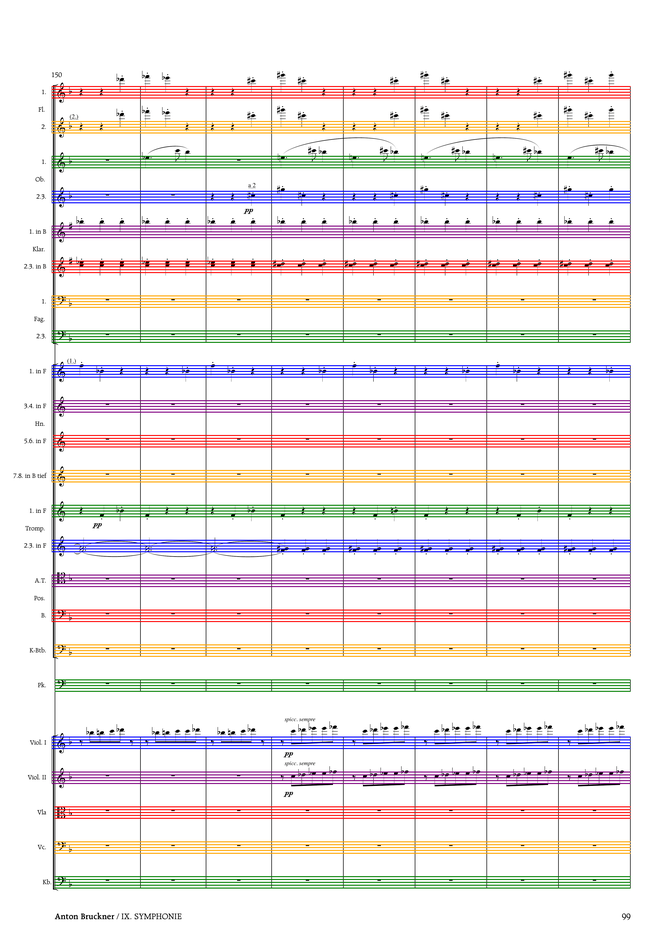 150
1.
Fl.
(2.)
2.
1.
Ob.
a 2
2.3.
pp
1. in B
Klar.
2.3. in B
1.
Fag.
2.3.
(1.)
1. in F
3.4. in F
Hn.
5.6. in F
7.8. in B tief
1. in F
pp
Tromp.
2.3. in F
A.T.
Pos.
B.
K-Btb.
Pk.
spicc. sempre
Viol. I
pp
spicc. sempre
Viol. II
pp
Vla
Vc.
Kb.
Anton Bruckner / IX. SYMPHONIE 99